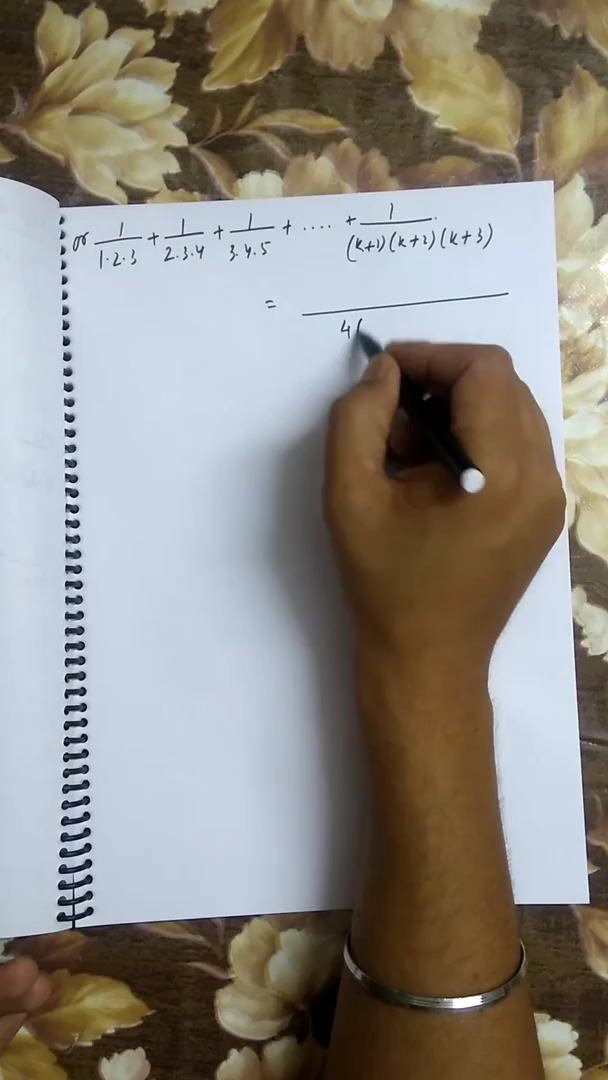 or 1/1·2·3 + 1/2·3·4 + 1/3·4·5 + .... + 1/(k+1)(k+2)(k+3)
= /4(